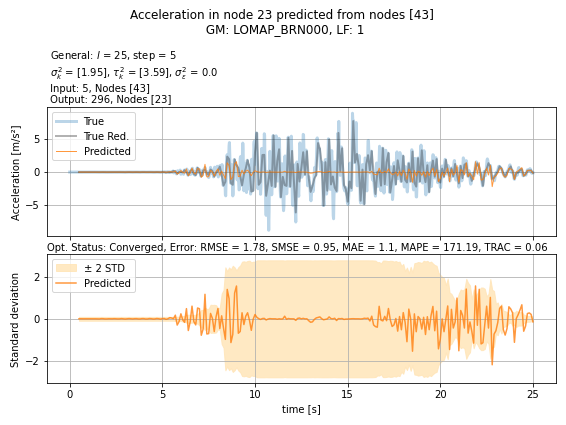 Acceleration in node 23 predicted from nodes [43]
GM: LOMAP_BRN000, LF: 1
General: l = 25, step = 5
σ²_k = [1.95], τ²_k = [3.59], σ²_ε = 0.0
Input: 5, Nodes [43]
Output: 296, Nodes [23]
Acceleration [m/s²]
5
0
−5
True
True Red.
Predicted
Opt. Status: Converged, Error: RMSE = 1.78, SMSE = 0.95, MAE = 1.1, MAPE = 171.19, TRAC = 0.06
Standard deviation
2
0
−2
± 2 STD
Predicted
0 5 10 15 20 25
time [s]